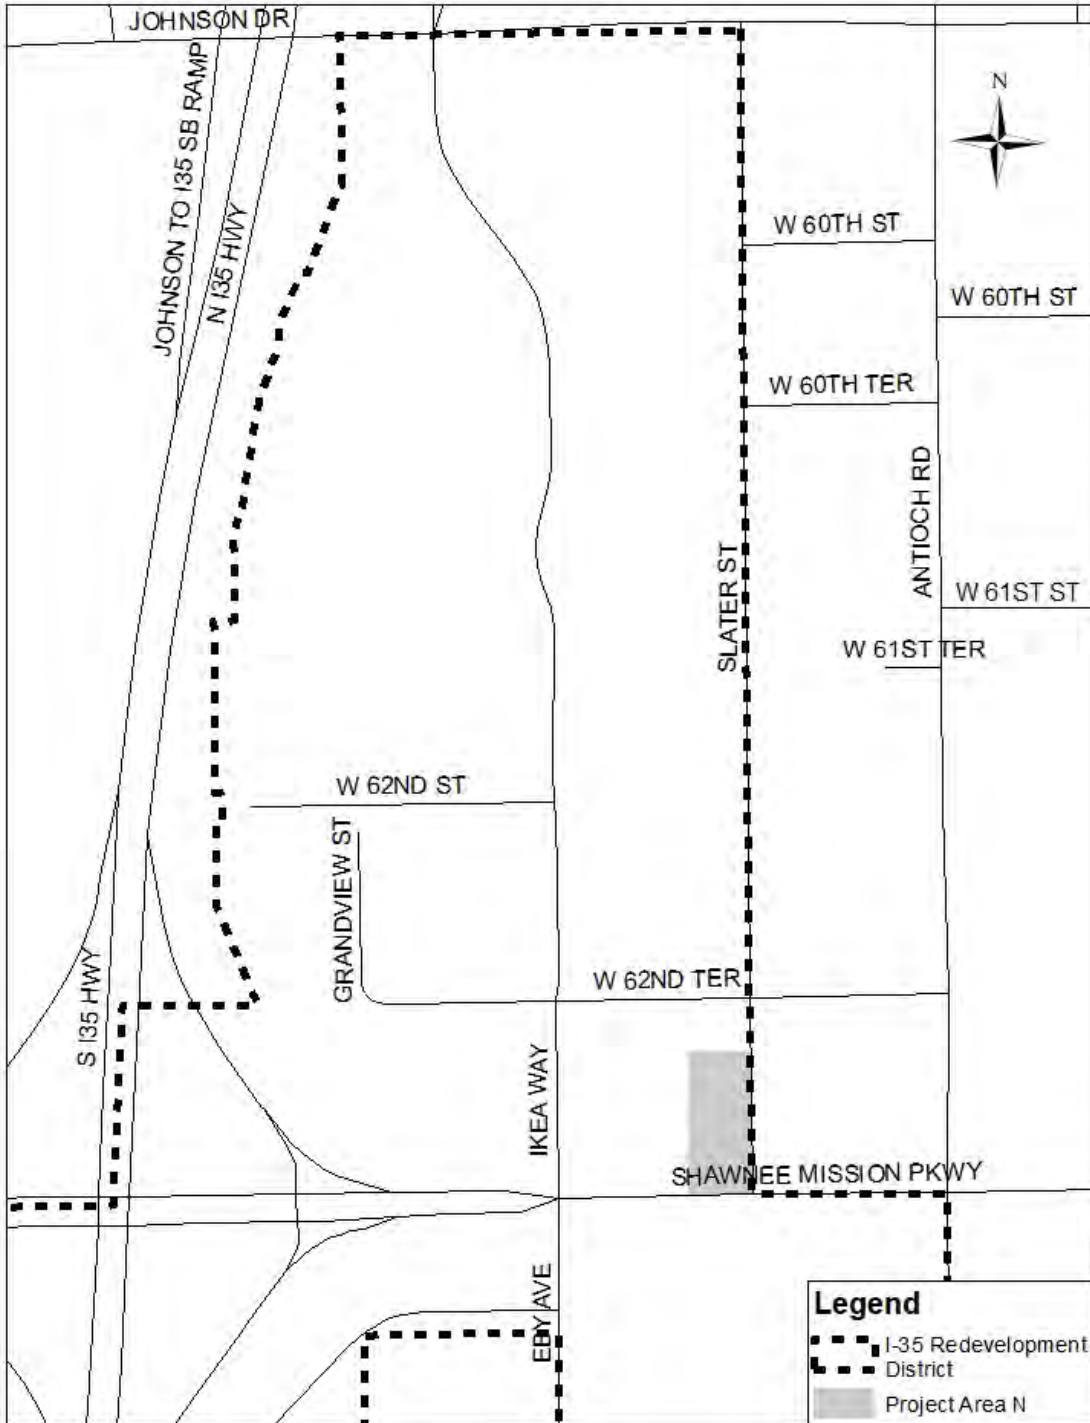 JOHNSON DR
JOHNSON TO I35 SB RAMP
N I35 HWY
N
W 60TH ST
W 60TH ST
W 60TH TER
ANTIOCH RD
SLATER ST
W 61ST ST
W 61ST TER
W 62ND ST
GRANDVIEW ST
W 62ND TER
S I35 HWY
IKEA WAY
SHAWNEE MISSION PKWY
EBY AVE
Legend
I-35 Redevelopment
District
Project Area N